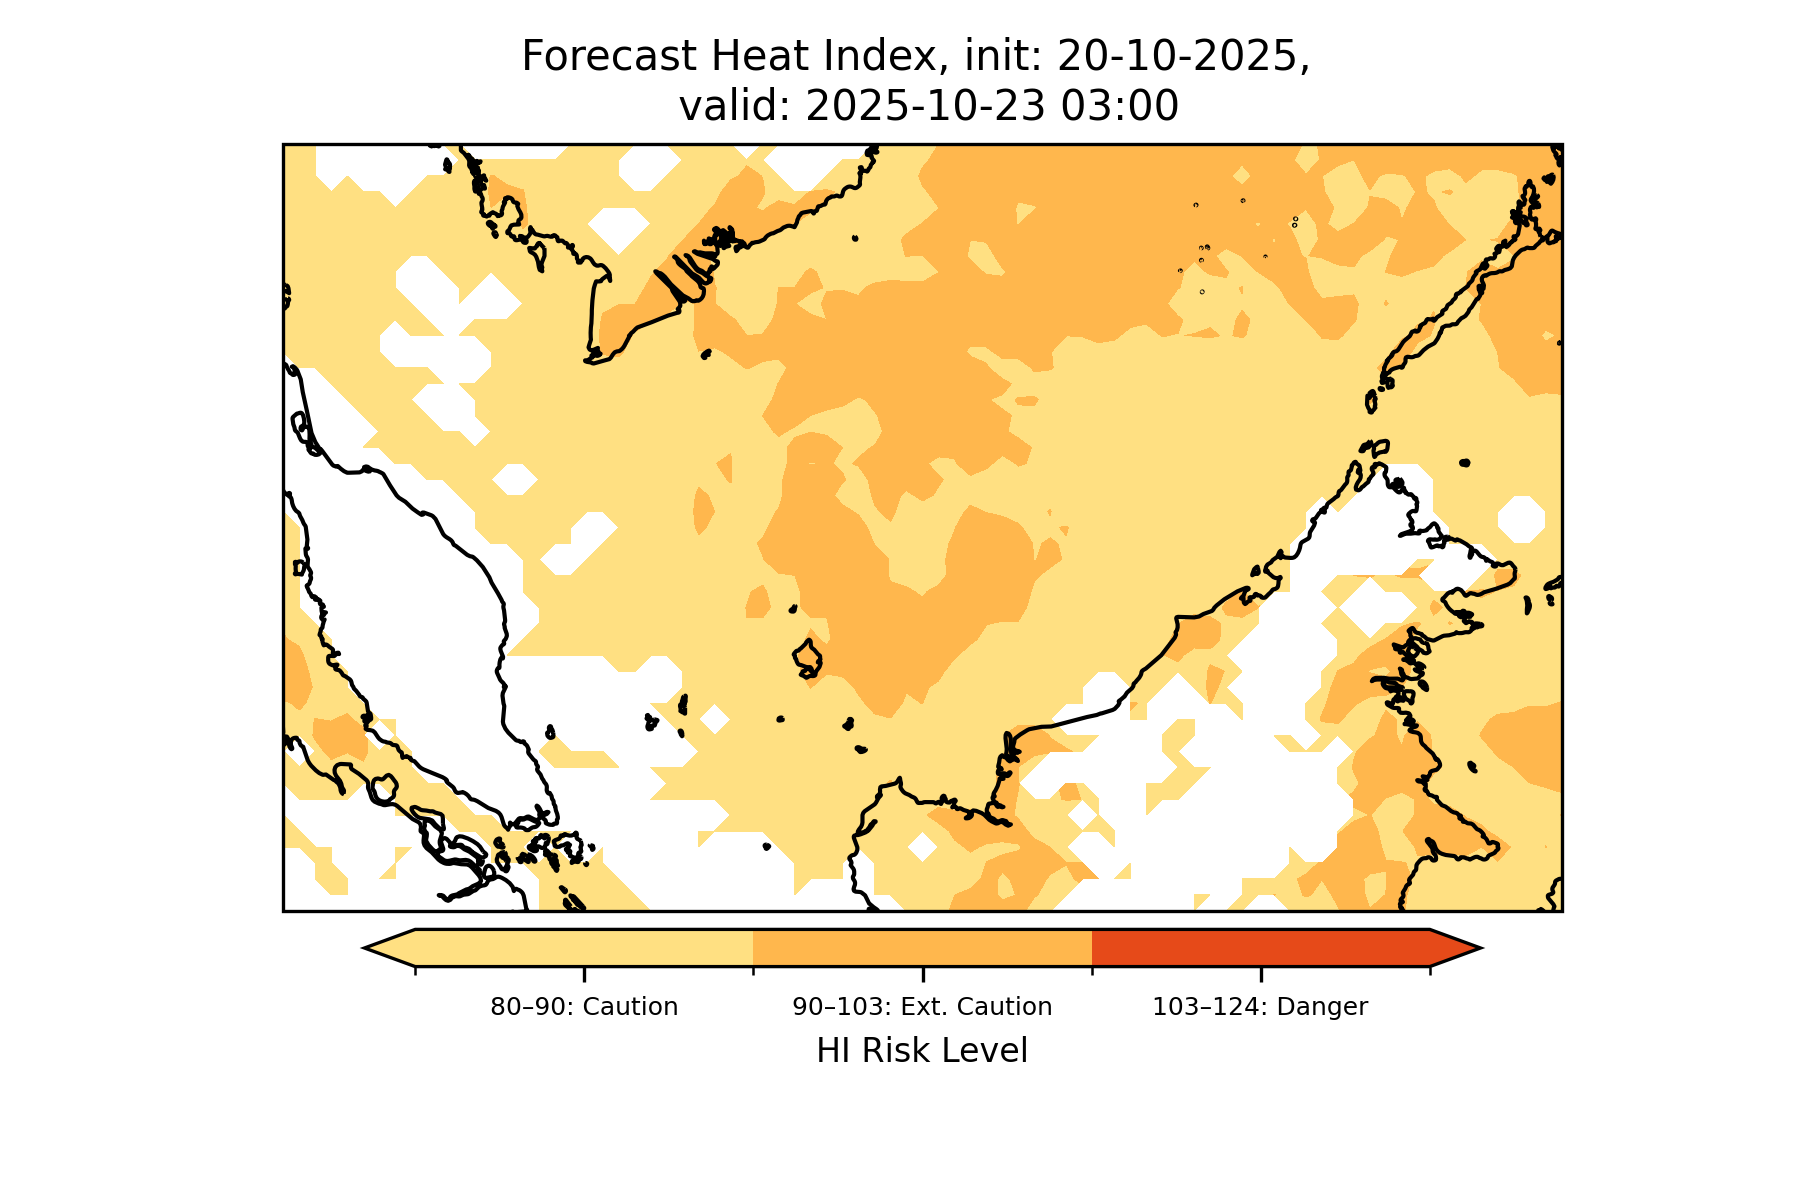 Forecast Heat Index, init: 20-10-2025,
valid: 2025-10-23 03:00
80–90: Caution
90–103: Ext. Caution
103–124: Danger
HI Risk Level